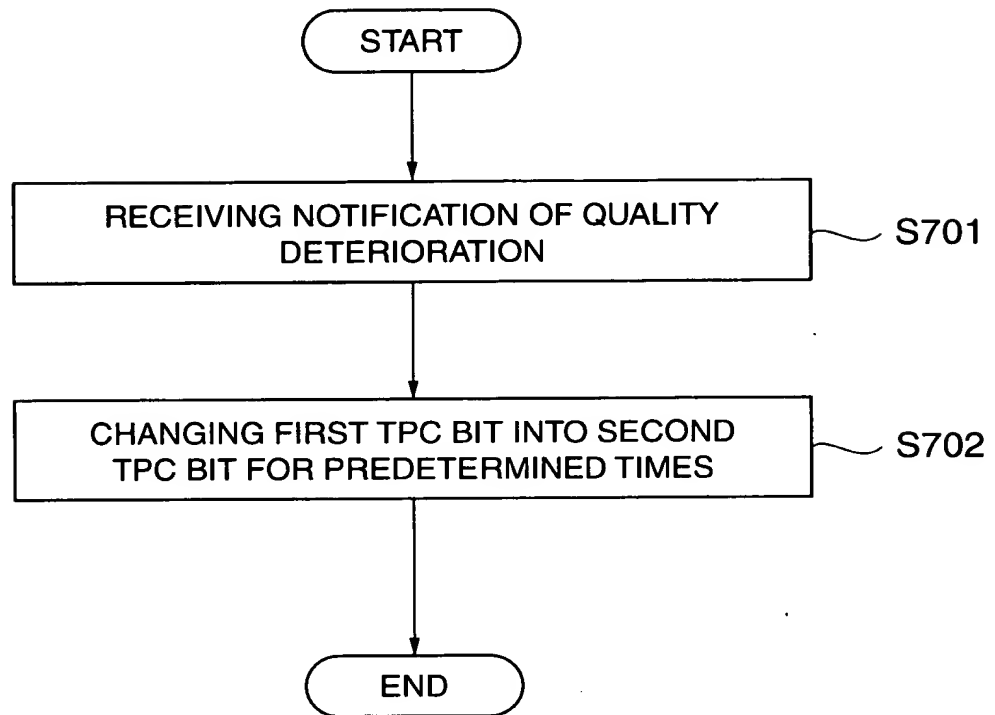 START
RECEIVING NOTIFICATION OF QUALITY
DETERIORATION
S701
CHANGING FIRST TPC BIT INTO SECOND
TPC BIT FOR PREDETERMINED TIMES
S702
END